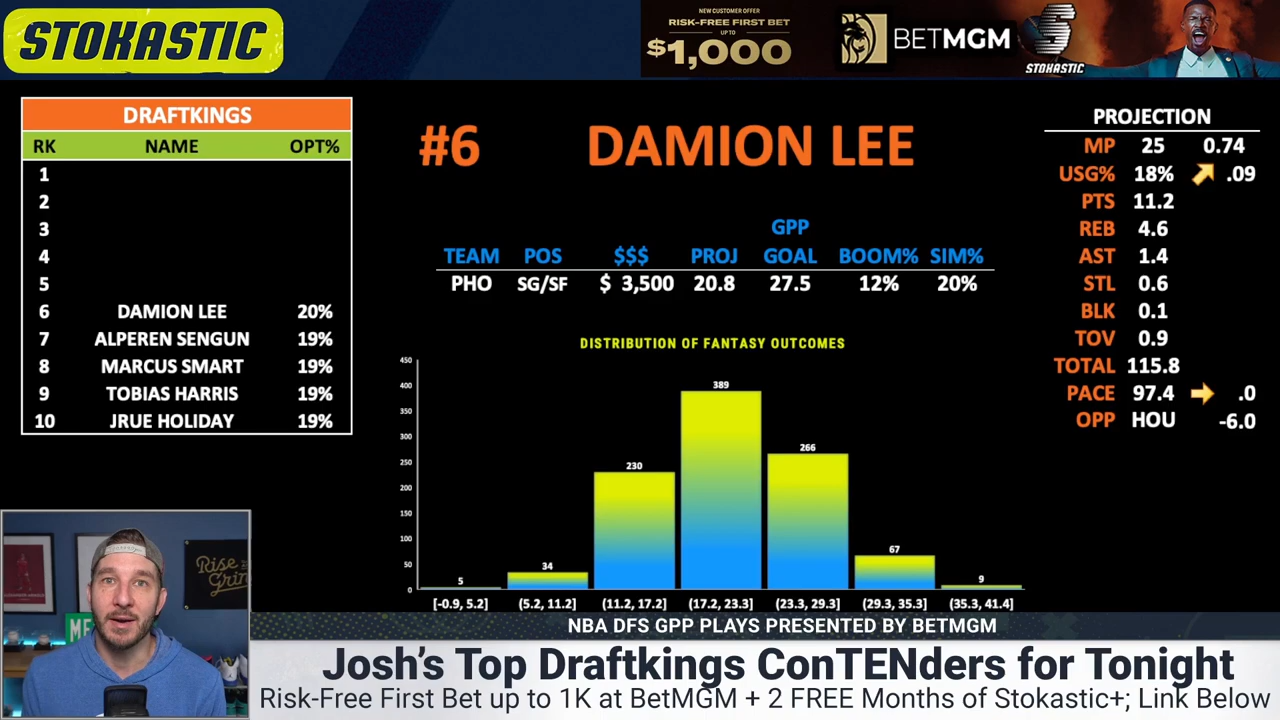 STOKASTIC
NEW CUSTOMER OFFER
RISK-FREE FIRST BET
UP TO
$1,000
BETMGM
STOKASTIC
DRAFTKINGS
RK NAME OPT%
1
2
3
4
5
6 DAMION LEE 20%
7 ALPEREN SENGUN 19%
8 MARCUS SMART 19%
9 TOBIAS HARRIS 19%
10 JRUE HOLIDAY 19%
#6 DAMION LEE
GPP
TEAM POS $$$ PROJ GOAL BOOM% SIM%
PHO SG/SF $ 3,500 20.8 27.5 12% 20%
DISTRIBUTION OF FANTASY OUTCOMES
450
400
350
300
250
200
150
100
50
0
5 34 230 389 266 67 9
[-0.9, 5.2] (5.2, 11.2] (11.2, 17.2] (17.2, 23.3] (23.3, 29.3] (29.3, 35.3] (35.3, 41.4]
PROJECTION
MP 25 0.74
USG% 18% .09
PTS 11.2
REB 4.6
AST 1.4
STL 0.6
BLK 0.1
TOV 0.9
TOTAL 115.8
PACE 97.4 .0
OPP HOU -6.0
Rise
Grin
ME
NBA DFS GPP PLAYS PRESENTED BY BETMGM
Josh's Top Draftkings ConTENders for Tonight
Risk-Free First Bet up to 1K at BetMGM + 2 FREE Months of Stokastic+; Link Below